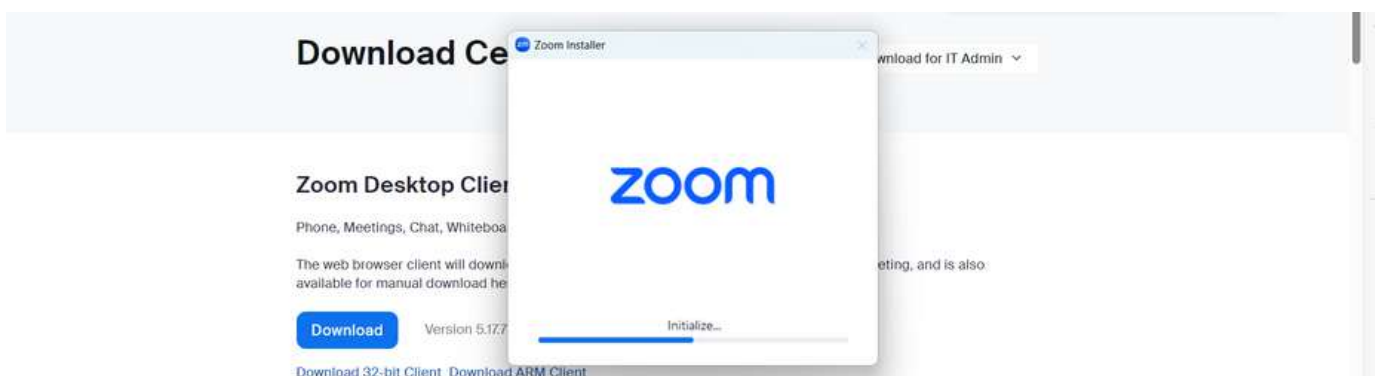 Download Ce
Zoom Installer
wnload for IT Admin
zoom
Zoom Desktop Clie
Phone, Meetings, Chat, Whiteboa
The web browser client will downl
eting, and is also
available for manual download he
Download
Version 5.17.7
Initialize...
Download 32-bit Client Download ARM Client